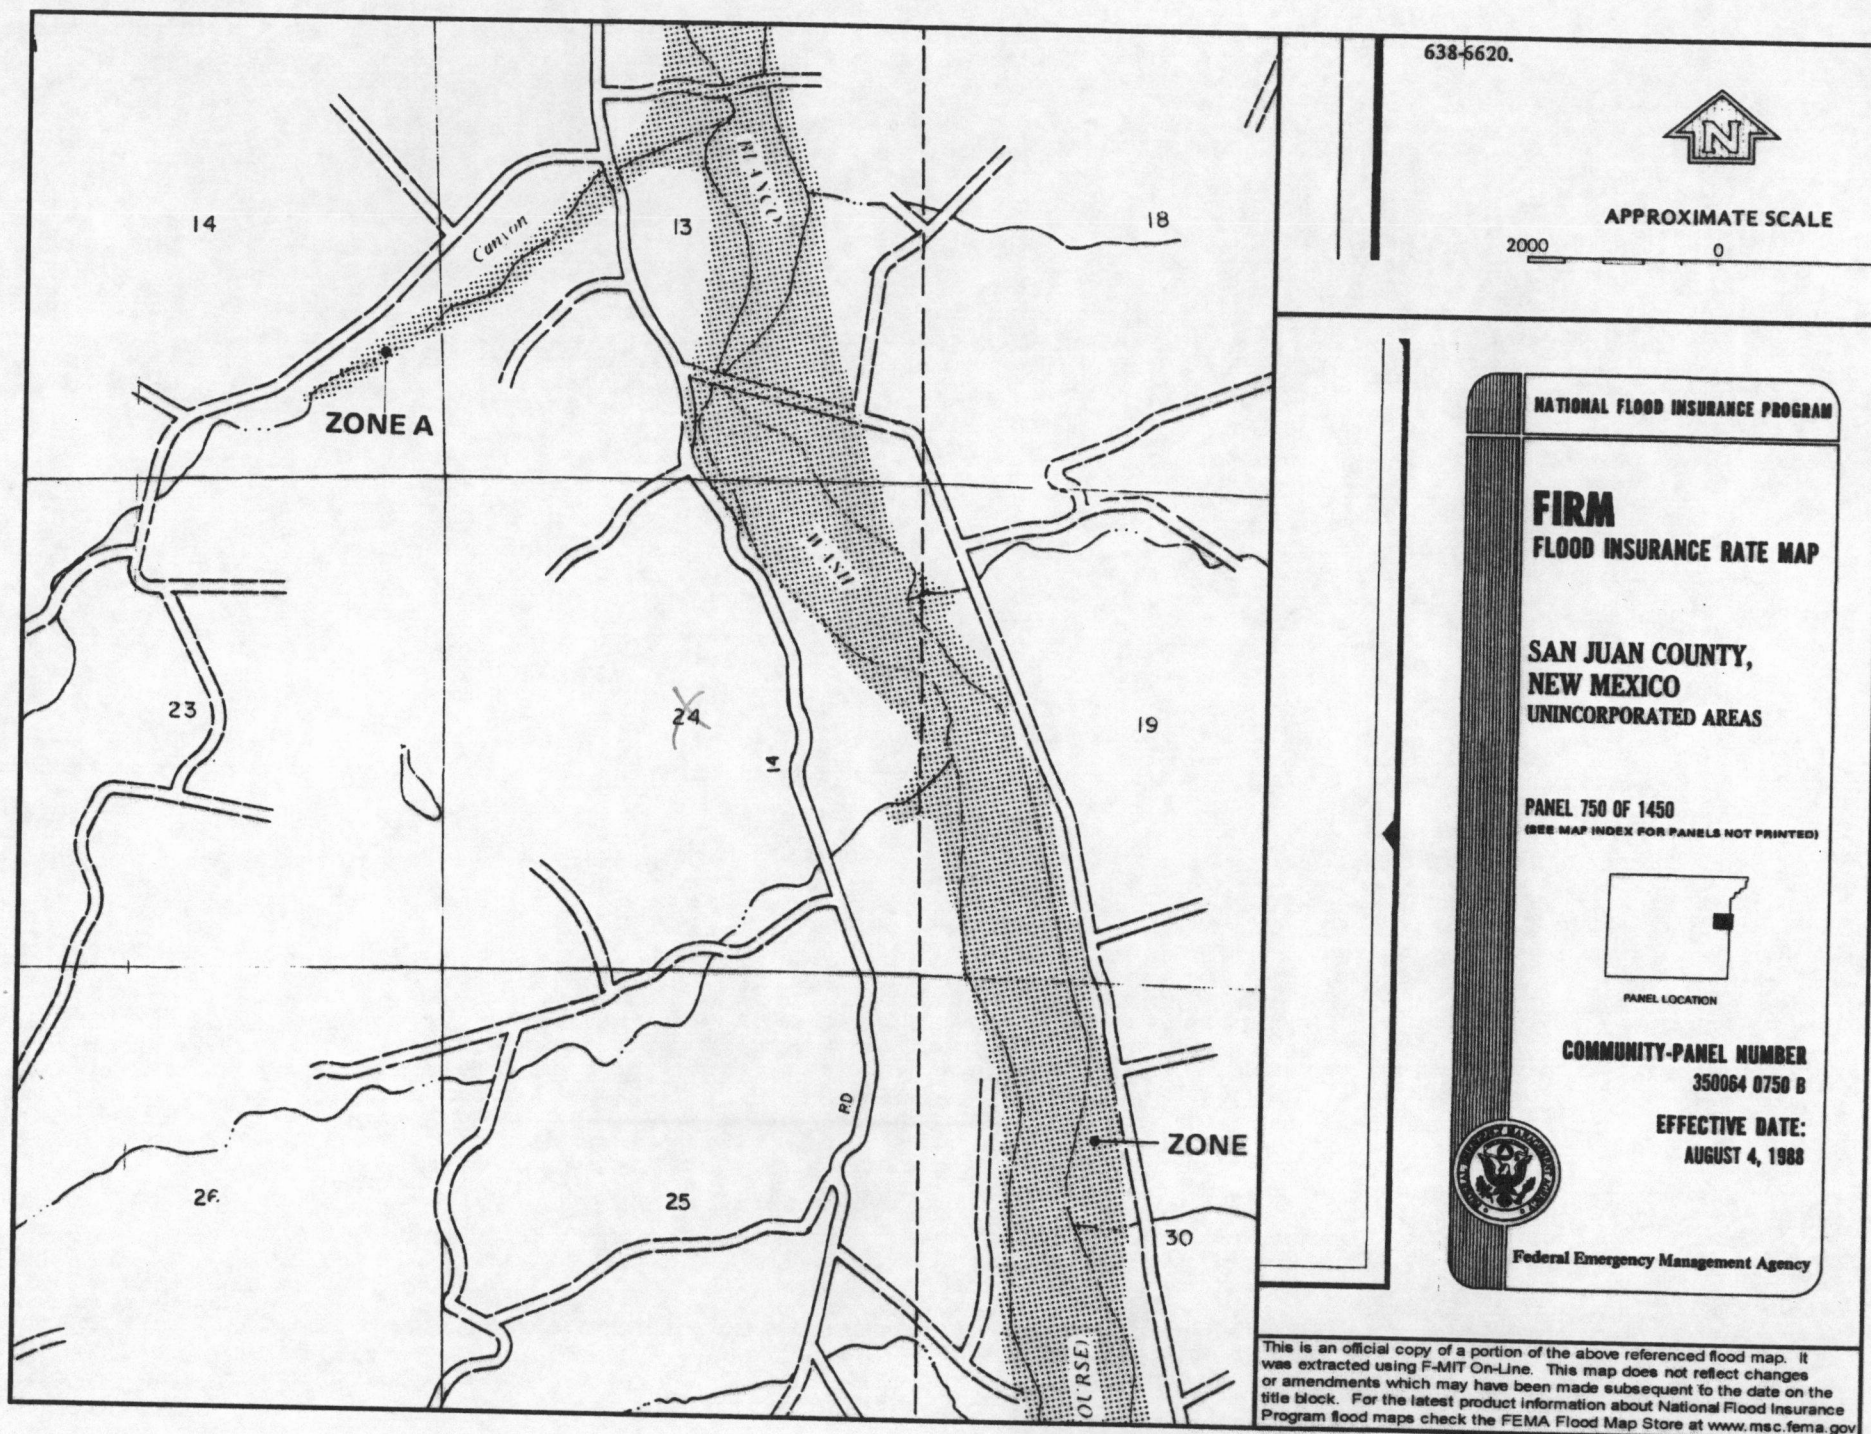 638-6620.
N
APPROXIMATE SCALE
2000 0
BLANCO
14
Canyon
13
18
ZONE A
WASH
23
24
14
19
RD
ZONE
26
25
30
NATIONAL FLOOD INSURANCE PROGRAM
FIRM
FLOOD INSURANCE RATE MAP
SAN JUAN COUNTY,
NEW MEXICO
UNINCORPORATED AREAS
PANEL 750 OF 1450
(SEE MAP INDEX FOR PANELS NOT PRINTED)
PANEL LOCATION
COMMUNITY-PANEL NUMBER
350064 0750 B
EFFECTIVE DATE:
AUGUST 4, 1988
Federal Emergency Management Agency
OURSED
This is an official copy of a portion of the above referenced flood map. It
was extracted using F-MIT On-Line. This map does not reflect changes
or amendments which may have been made subsequent to the date on the
title block. For the latest product information about National Flood Insurance
Program flood maps check the FEMA Flood Map Store at www.msc.fema.gov